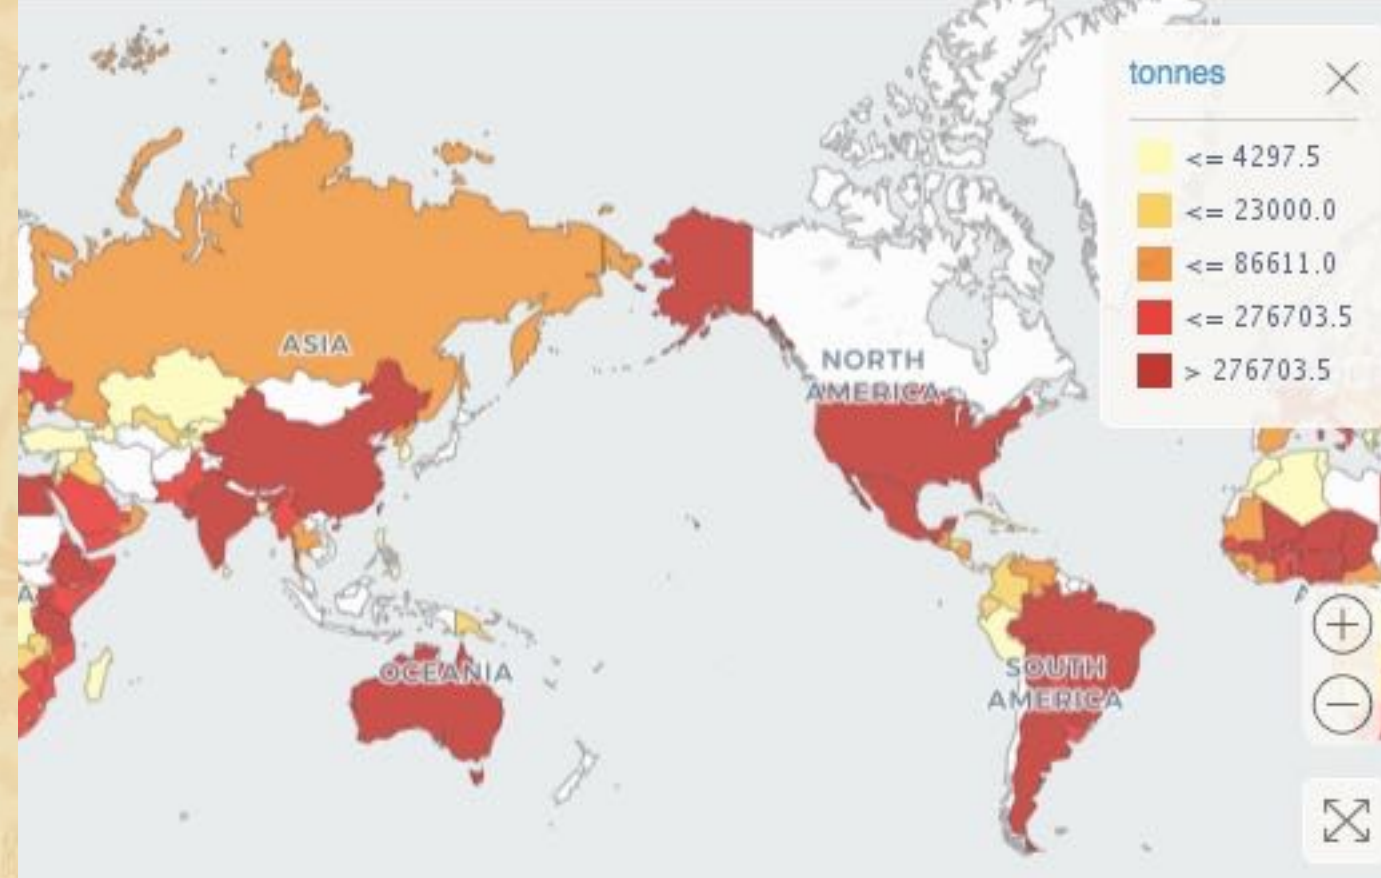 tonnes
<= 4297.5
<= 23000.0
<= 86611.0
<= 276703.5
> 276703.5
ASIA
NORTH
AMERICA
OCEANIA
SOUTH
AMERICA
A